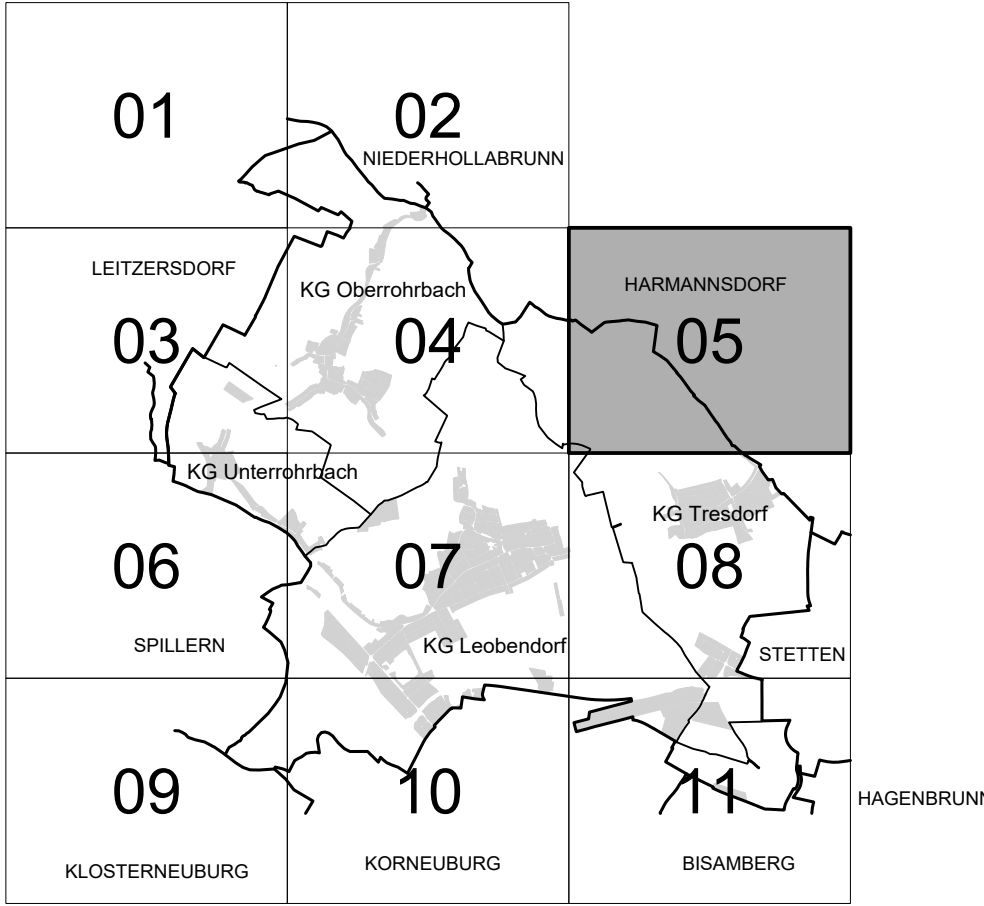 01
02
NIEDERHOLLABRUNN
LEITZERSDORF
KG Oberrohrbach
HARMANNSDORF
03
04
05
KG Unterrohrbach
KG Tresdorf
06
07
08
SPILLERN
KG Leobendorf
STETTEN
09
10
11
HAGENBRUNN
KLOSTERNEUBURG
KORNEUBURG
BISAMBERG